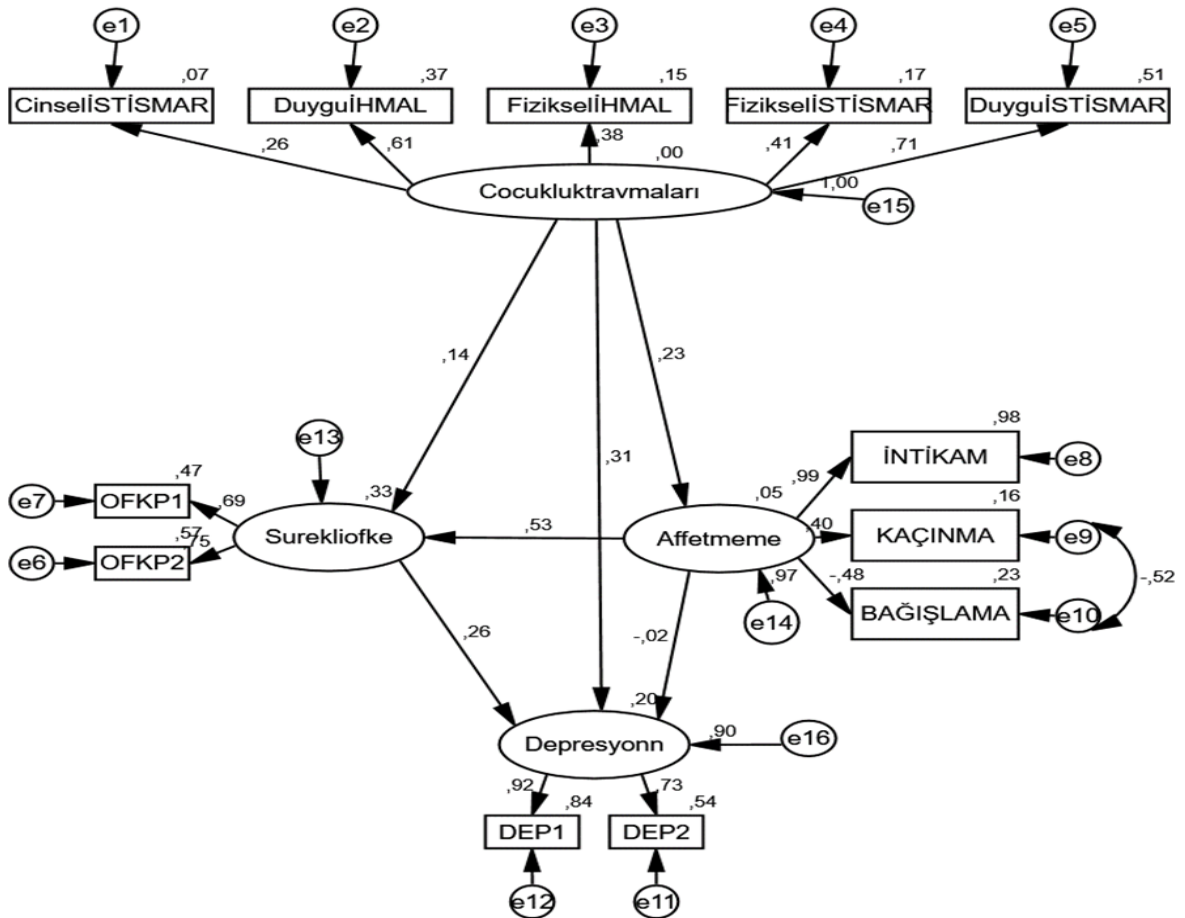 e1 e2 e3 e4 e5
,07 ,37 ,15 ,17 ,51
CinselİSTİSMAR DuyguİHMAL FizikselİHMAL FizikselİSTİSMAR DuyguİSTİSMAR
,26 ,61 ,38 ,00 ,41 ,71
Cocukluktravmaları 1,00
e15
,14 ,23
e13 ,98
,31 İNTİKAM e8
,47 ,99
e7 OFKP1 ,69 ,33 ,05 ,16
Surekliofke ,53 Affetmeme ,40 KAÇINMA e9
,57 ,75
e6 OFKP2 ,97 -,48 ,23 -,52
e14 BAĞIŞLAMA e10
,26 -,02
,20
Depresyonn ,90 e16
,92 ,84 ,73 ,54
DEP1 DEP2
e12 e11